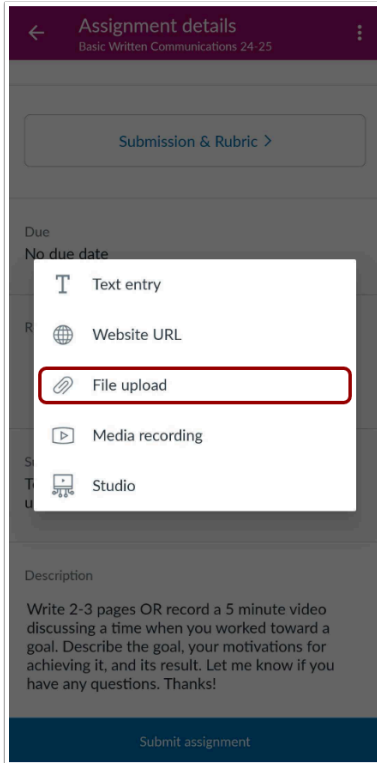 Assignment details
Basic Written Communications 24-25
Submission & Rubric >
Due
No due date
Text entry
R
Website URL
File upload
Media recording
Su
Studio
Te
u
Description
Write 2-3 pages OR record a 5 minute video
discussing a time when you worked toward a
goal. Describe the goal, your motivations for
achieving it, and its result. Let me know if you
have any questions. Thanks!
Submit assignment